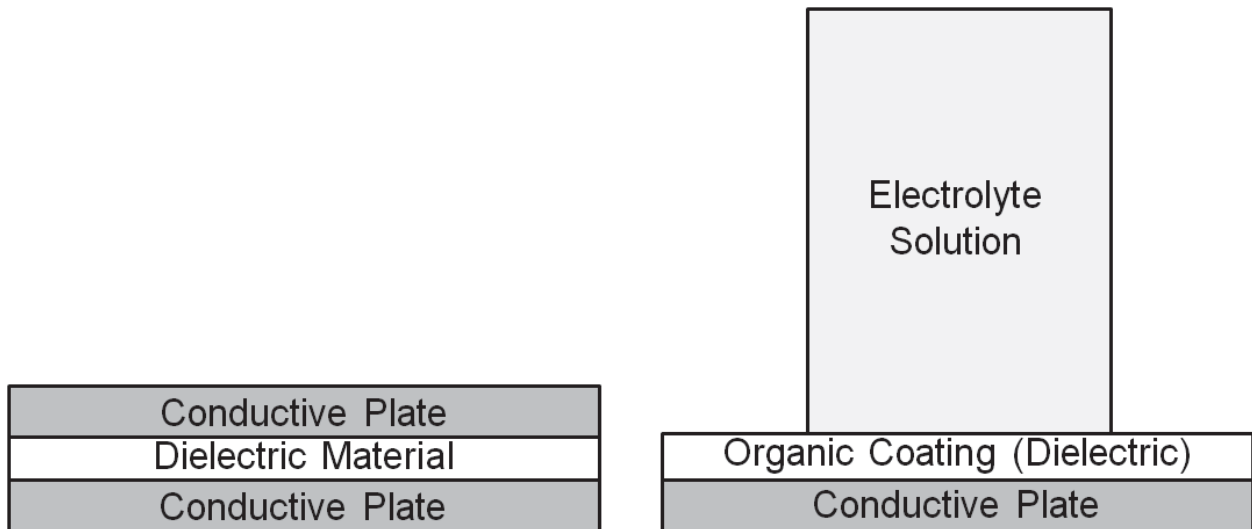 Conductive Plate
Dielectric Material
Conductive Plate
Electrolyte
Solution
Organic Coating (Dielectric)
Conductive Plate